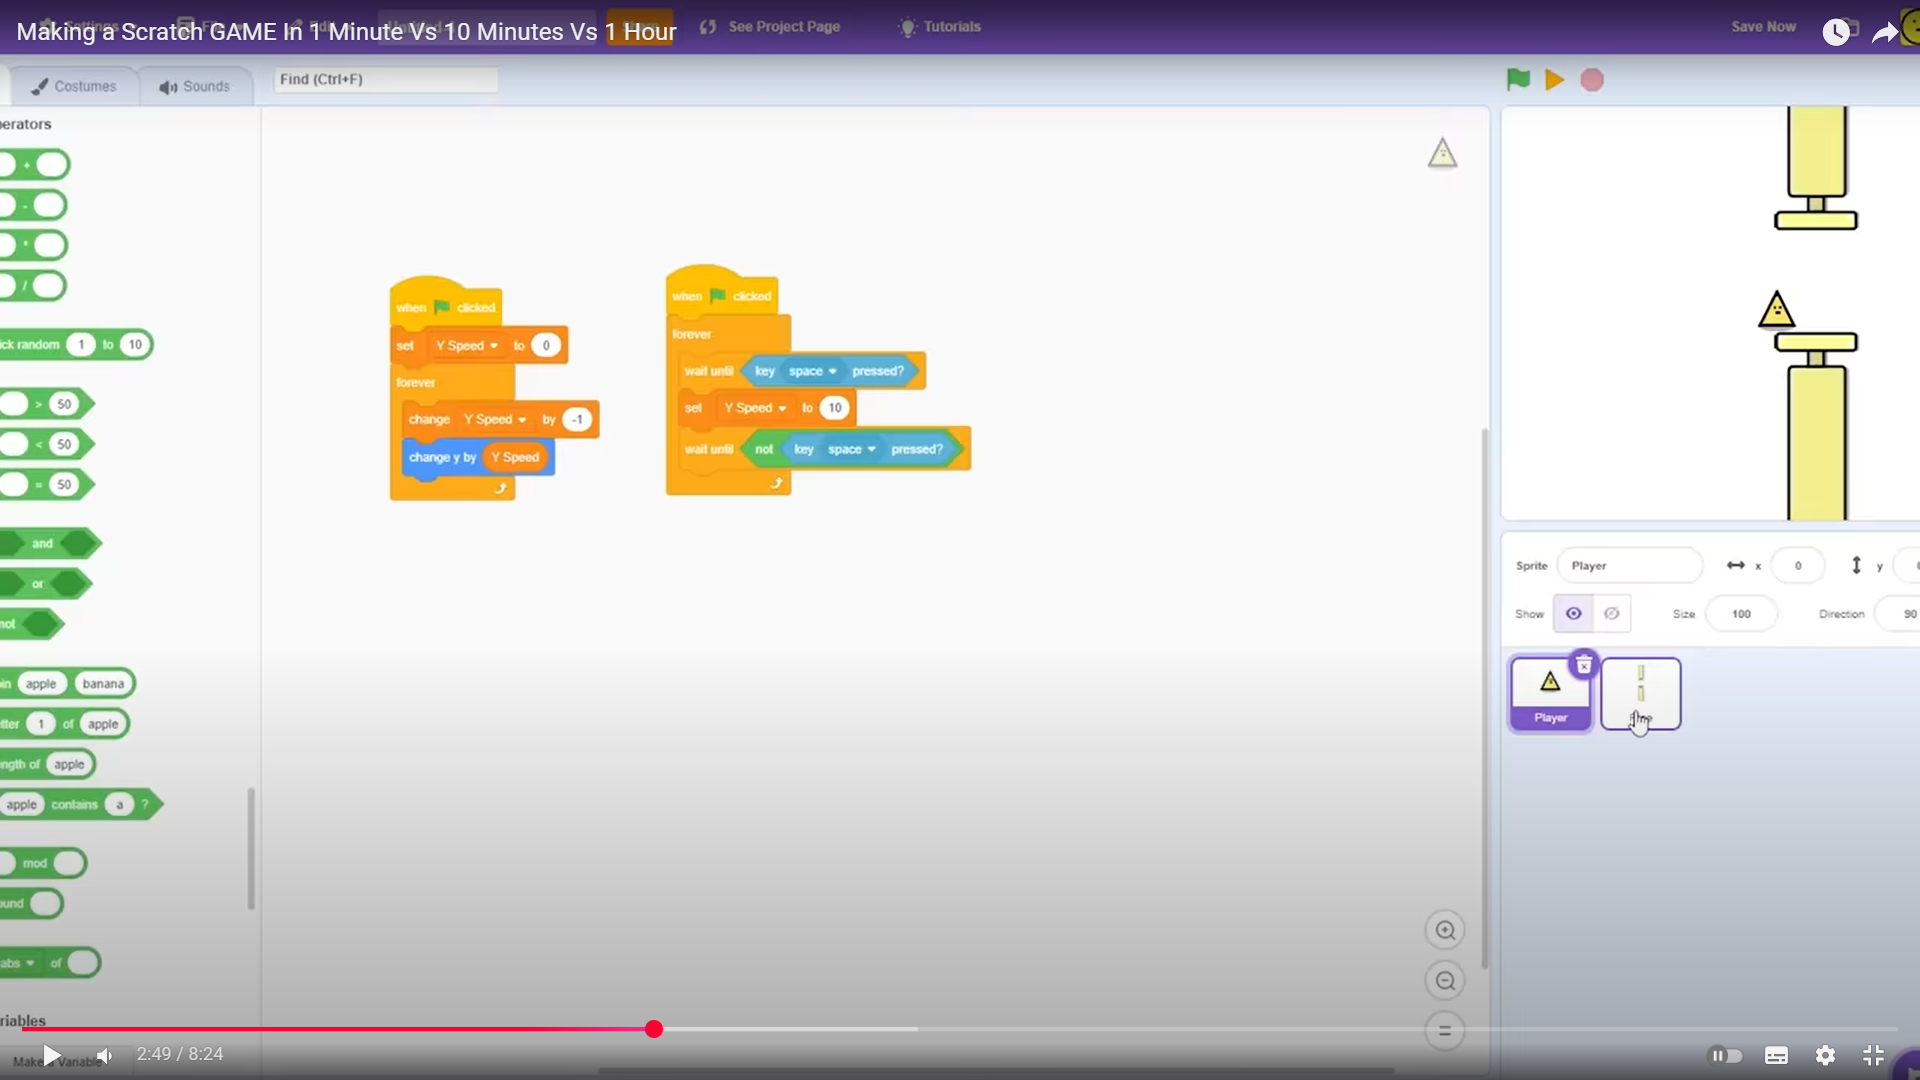 Making a Scratch GAME In 1 Minute Vs 10 Minutes Vs 1 Hour
See Project Page
Tutorials
Save Now
Costumes
Sounds
Find (Ctrl+F)
erators
+
-
*
/
ick random 1 to 10
> 50
< 50
= 50
and
or
not
in apple banana
tter 1 of apple
ngth of apple
apple contains a ?
mod
ound
abs of
riables
Make a Variable
when clicked
set Y Speed to 0
forever
change Y Speed by -1
change y by Y Speed
when clicked
forever
wait until key space pressed?
set Y Speed to 10
wait until not key space pressed?
Sprite Player x 0 y
Show Size 100 Direction 90
Player
2:49 / 8:24